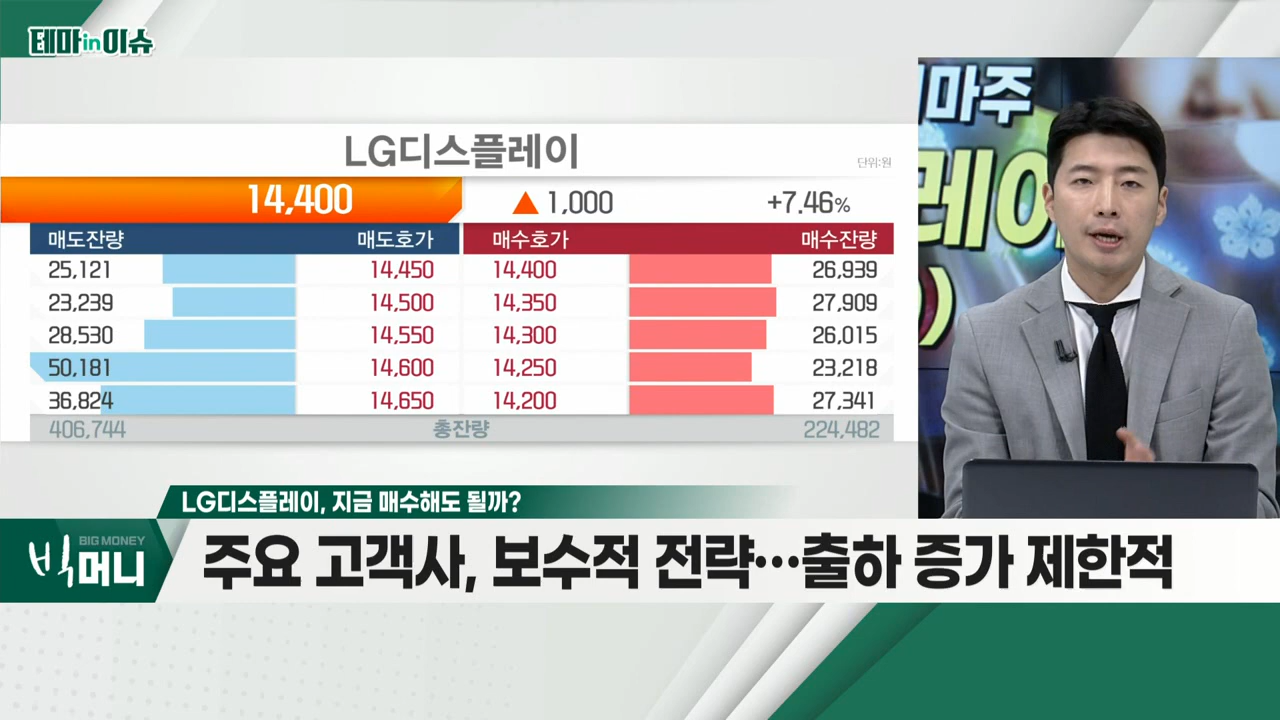 테마in이슈
LG디스플레이
단위:원
14,400 ▲ 1,000 +7.46%
매도잔량 매도호가 매수호가 매수잔량
25,121 14,450 14,400 26,939
23,239 14,500 14,350 27,909
28,530 14,550 14,300 26,015
50,181 14,600 14,250 23,218
36,824 14,650 14,200 27,341
406,744 총잔량 224,482
마주
레이
)
LG디스플레이, 지금 매수해도 될까?
BIG MONEY
빅머니
주요 고객사, 보수적 전략…출하 증가 제한적